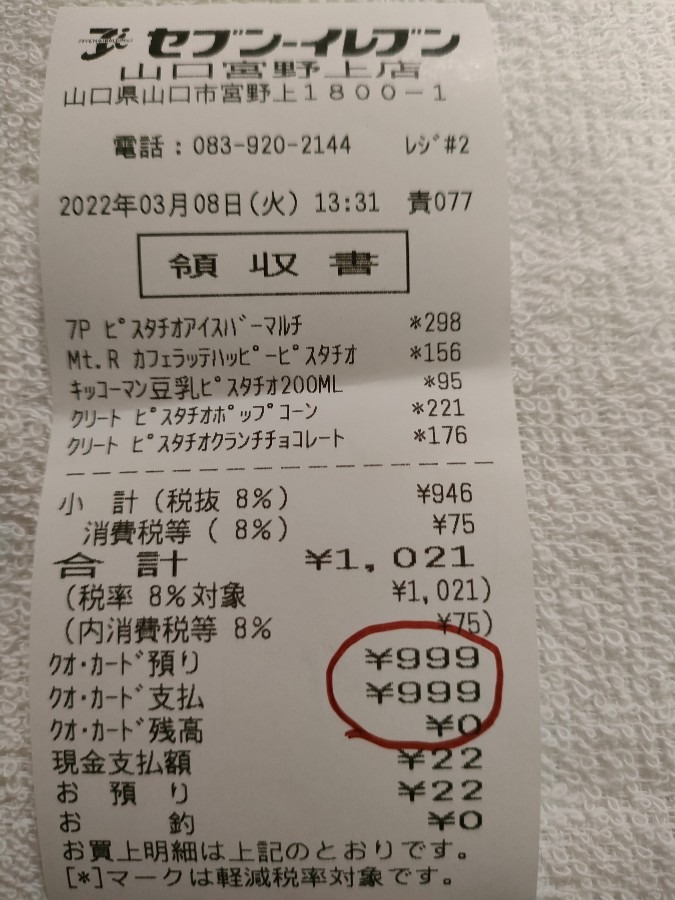 セブン-イレブン
山口宮野上店
山口県山口市宮野上1800-1
電話:083-920-2144 レジ#2
2022年03月08日(火) 13:31 責077
領収書
7P ピスタチオアイスバーマルチ *298
Mt.R カフェラッテハッピーピスタチオ *156
キッコーマン豆乳ピスタチオ200ML *95
クリート ピスタチオポップコーン *221
クリート ピスタチオクランチチョコレート *176
小 計(税抜 8%) ¥946
消費税等( 8%) ¥75
合 計 ¥1,021
(税率 8%対象 ¥1,021)
(内消費税等 8% ¥75)
クオ・カード預り ¥999
クオ・カード支払 ¥999
クオ・カード残高 ¥0
現金支払額 ¥22
お 預 り ¥22
お 釣 ¥0
お買上明細は上記のとおりです。
[*]マークは軽減税率対象です。